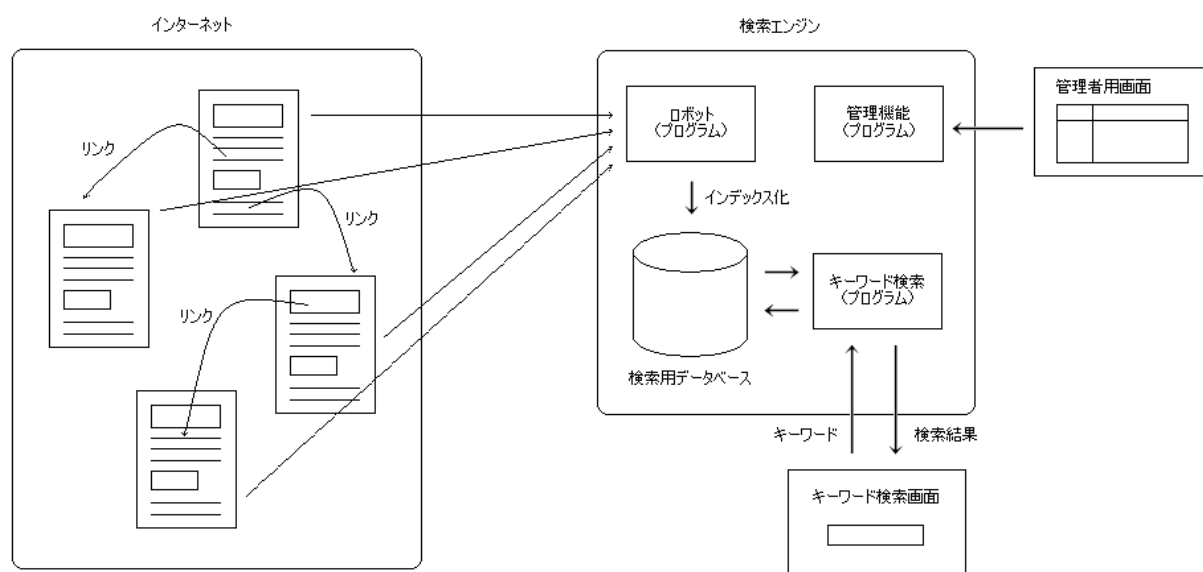 インターネット
リンク
リンク
リンク
検索エンジン
ロボット
(プログラム)
管理機能
(プログラム)
管理者用画面
インデックス化
キーワード検索
(プログラム)
検索用データベース
キーワード
検索結果
キーワード検索画面